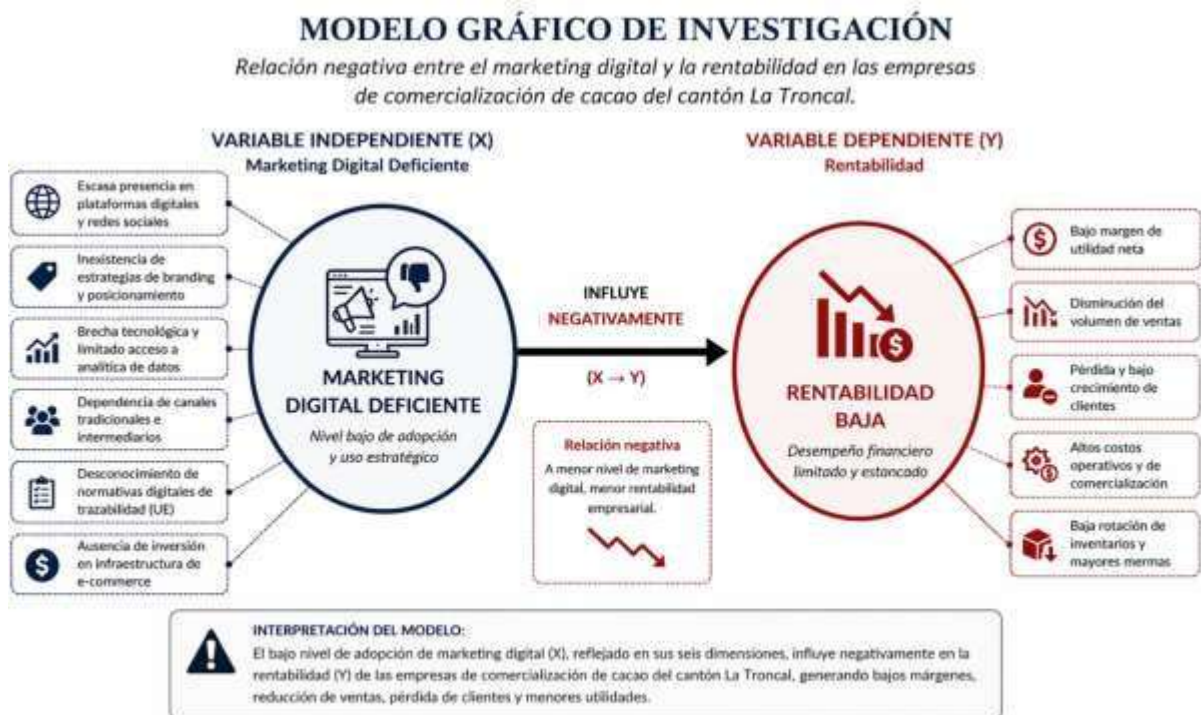 MODELO GRÁFICO DE INVESTIGACIÓN
Relación negativa entre el marketing digital y la rentabilidad en las empresas
de comercialización de cacao del cantón La Troncal.
VARIABLE INDEPENDIENTE (X)
Marketing Digital Deficiente
Escasa presencia en
plataformas digitales
y redes sociales
Inexistencia de
estrategias de branding
y posicionamiento
Brecha tecnológica y
limitado acceso a
analítica de datos
Dependencia de canales
tradicionales e
intermediarios
Desconocimiento de
normativas digitales de
trazabilidad (UE)
Ausencia de inversión
en infraestructura de
e-commerce
MARKETING
DIGITAL DEFICIENTE
Nivel bajo de adopción
y uso estratégico
INFLUYE
NEGATIVAMENTE
(X → Y)
Relación negativa
A menor nivel de marketing
digital, menor rentabilidad
empresarial.
VARIABLE DEPENDIENTE (Y)
Rentabilidad
$
RENTABILIDAD
BAJA
Desempeño financiero
limitado y estancado
Bajo margen de
utilidad neta
Disminución del
volumen de ventas
Pérdida y bajo
crecimiento de
clientes
Altos costos
operativos y de
comercialización
Baja rotación de
inventarios y
mayores mermas
INTERPRETACIÓN DEL MODELO:
El bajo nivel de adopción de marketing digital (X), reflejado en sus seis dimensiones, influye negativamente en la
rentabilidad (Y) de las empresas de comercialización de cacao del cantón La Troncal, generando bajos márgenes,
reducción de ventas, pérdida de clientes y menores utilidades.